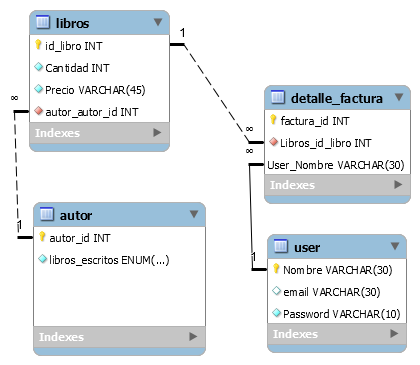 libros
id_libro INT
Cantidad INT
Precio VARCHAR(45)
autor_autor_id INT
Indexes
1
∞
1
∞
∞
1
detalle_factura
factura_id INT
Libros_id_libro INT
User_Nombre VARCHAR(30)
Indexes
autor
autor_id INT
libros_escritos ENUM(...)
Indexes
user
Nombre VARCHAR(30)
email VARCHAR(30)
Password VARCHAR(10)
Indexes